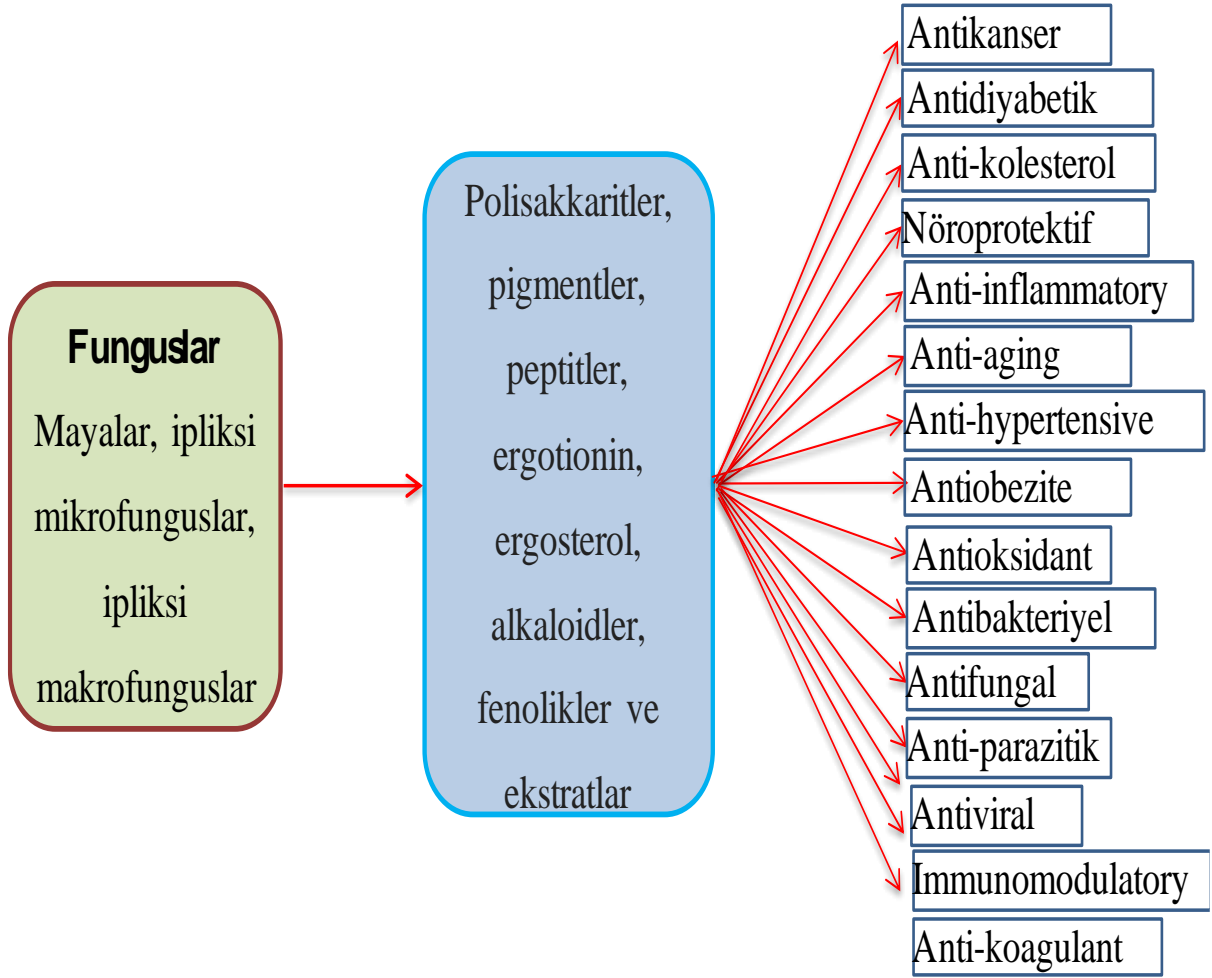 Funguslar
Mayalar, ipliksi
mikrofunguslar,
ipliksi
makrofunguslar
Polisakkaritler,
pigmentler,
peptitler,
ergotionin,
ergosterol,
alkaloidler,
fenolikler ve
ekstratlar
Antikanser
Antidiyabetik
Anti-kolesterol
Nöroprotektif
Anti-inflammatory
Anti-aging
Anti-hypertensive
Antiobezite
Antioksidant
Antibakteriyel
Antifungal
Anti-parazitik
Antiviral
Immunomodulatory
Anti-koagulant